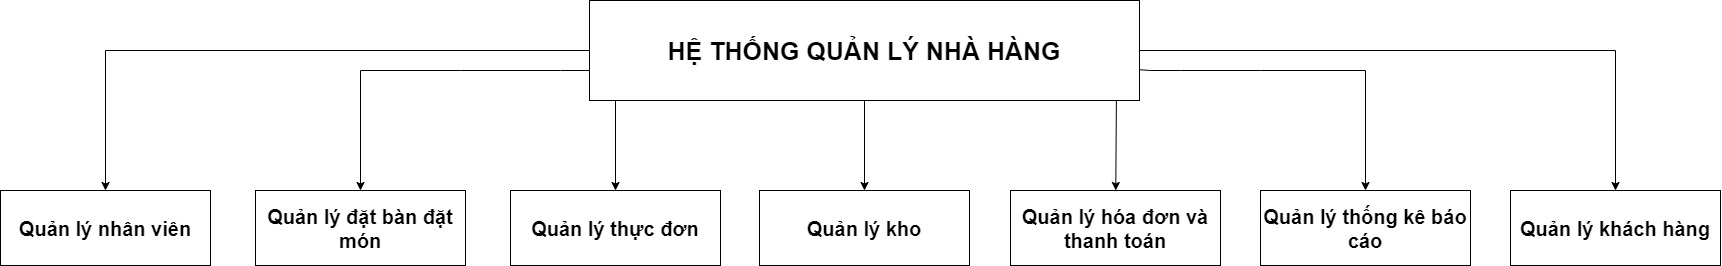 HỆ THỐNG QUẢN LÝ NHÀ HÀNG
Quản lý nhân viên
Quản lý đặt bàn đặt
món
Quản lý thực đơn
Quản lý kho
Quản lý hóa đơn và
thanh toán
Quản lý thống kê báo
cáo
Quản lý khách hàng